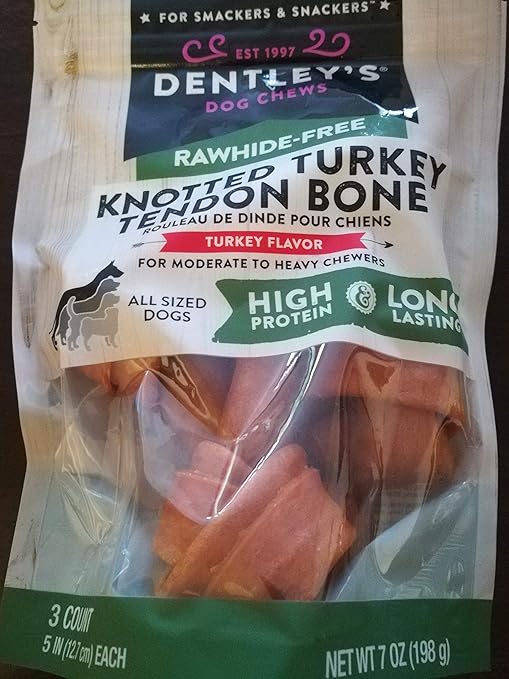 ★ FOR SMACKERS & SNACKERS™
EST 1997
DENTLEY'S®
DOG CHEWS
RAWHIDE-FREE
KNOTTED TURKEY
TENDON BONE
ROULEAU DE DINDE POUR CHIENS
TURKEY FLAVOR
FOR MODERATE TO HEAVY CHEWERS
ALL SIZED
DOGS
HIGH
PROTEIN
&
LONG
LASTING
3 COUNT
5 IN (12.7 cm) EACH
NET WT 7 OZ (198 g)